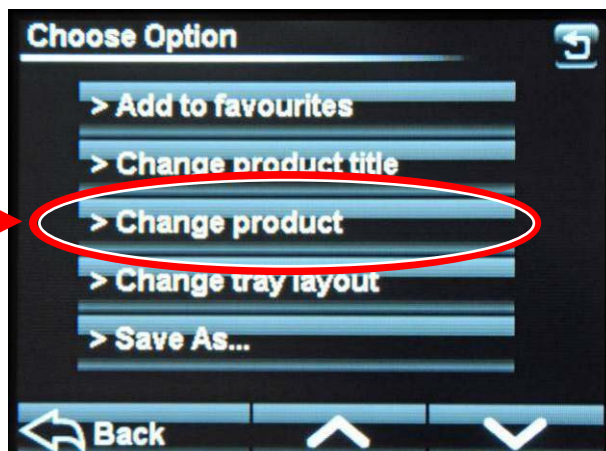 Choose Option
> Add to favourites
> Change product title
> Change product
> Change tray layout
> Save As...
Back